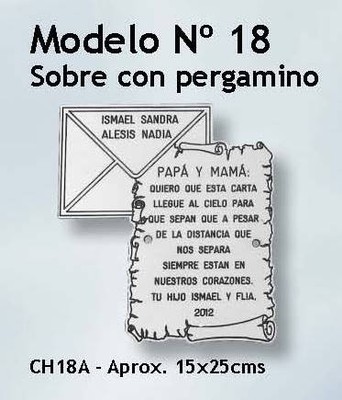 Modelo Nº 18
Sobre con pergamino
ISMAEL SANDRA
ALESIS NADIA
PAPÁ Y MAMÁ:
QUIERO QUE ESTA CARTA
LLEGUE AL CIELO PARA
QUE SEPAN QUE A PESAR
DE LA DISTANCIA QUE
NOS SEPARA
SIEMPRE ESTAN EN
NUESTROS CORAZONES.
TU HIJO ISMAEL Y FLIA.
2012
CH18A - Aprox. 15x25cms